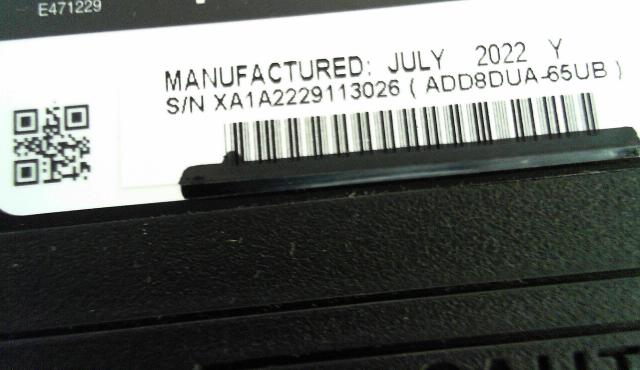 E471229
MANUFACTURED: JULY 2022 Y
S/N XA1A2229113026 ( ADD8DUA-65UB )